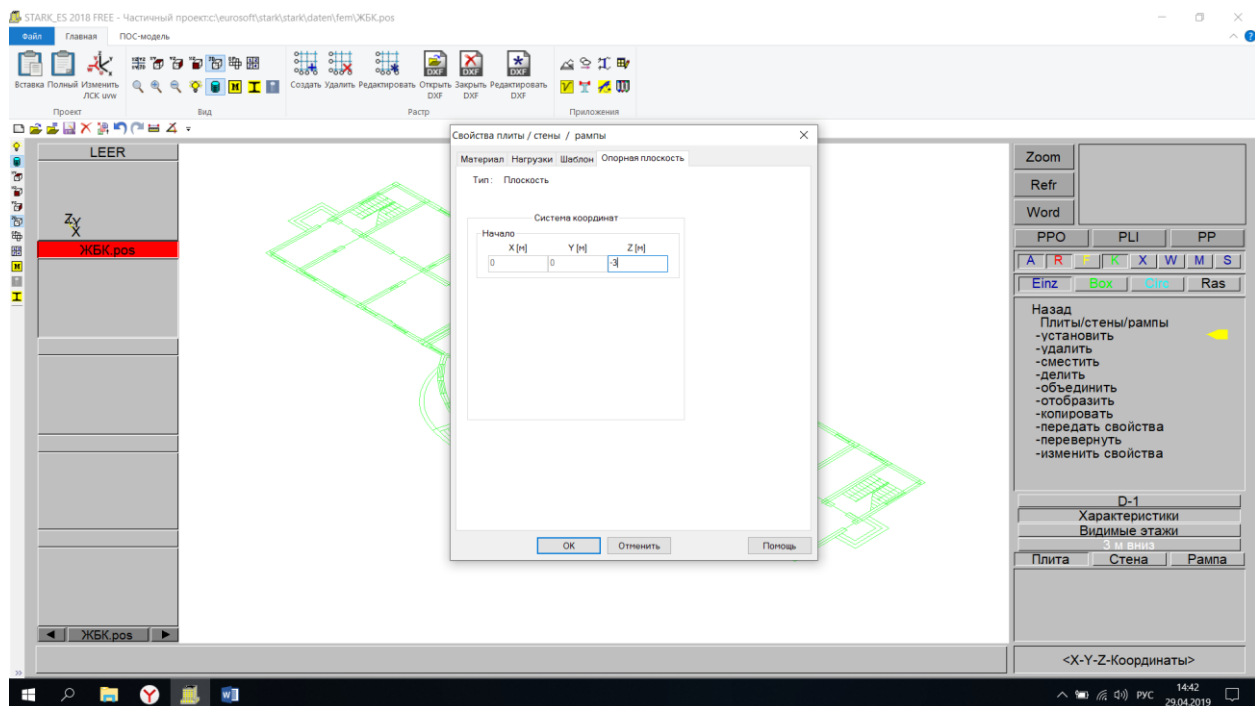 STARK_ES 2018 FREE - Частичный проект:c:\eurosoft\stark\stark\daten\fem\ЖБК.pos
Файл Главная ПОС-модель
Вставка Полный Изменить ЛСК uvw
Создать Удалить Редактировать Открыть DXF Закрыть DXF Редактировать DXF
Проект Вид Растр Приложения
LEER
Z Y
X
ЖБК.pos
ЖБК.pos
Свойства плиты / стены / рампы
Материал Нагрузки Шаблон Опорная плоскость
Тип: Плоскость
Система координат
Начало
X [м] Y [м] Z [м]
0 0 -3
OK Отменить Помощь
Zoom
Refr
Word
PPO PLI PP
A R F K X W M S
Einz Box Circ Ras
Назад
Плиты/стены/рампы
-установить
-удалить
-сместить
-делить
-объединить
-отобразить
-копировать
-передать свойства
-перевернуть
-изменить свойства
D-1
Характеристики
Видимые этажи
3 м вниз
Плита Стена Рампа
<X-Y-Z-Координаты>
РУС 14:42
29.04.2019